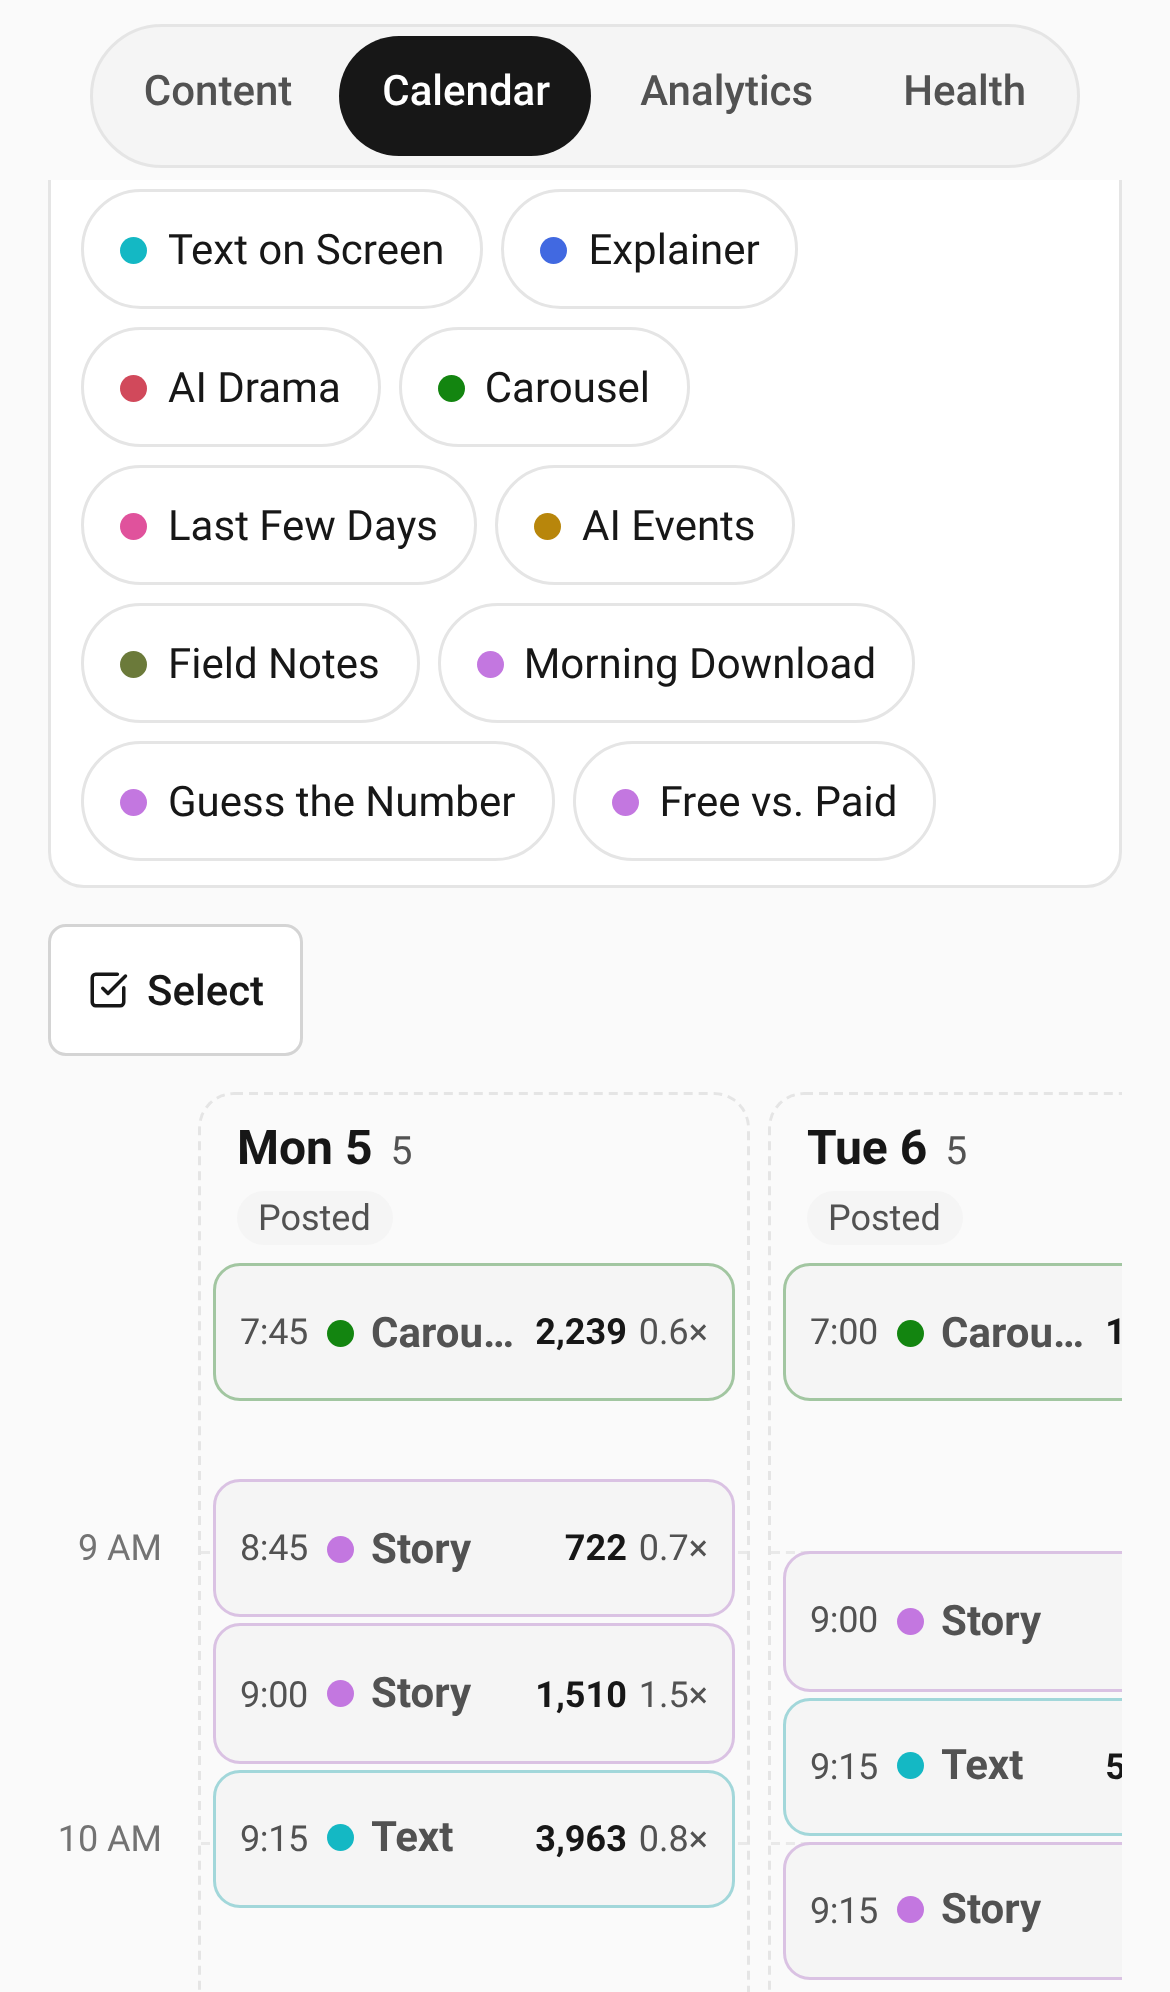 Content Calendar Analytics Health
Text on Screen Explainer
AI Drama Carousel
Last Few Days AI Events
Field Notes Morning Download
Guess the Number Free vs. Paid
Select
Mon 5 5
Posted
7:45 Carou... 2,239 0.6×
9 AM
8:45 Story 722 0.7×
9:00 Story 1,510 1.5×
10 AM
9:15 Text 3,963 0.8×
Tue 6 5
Posted
7:00 Carou... 1
9:00 Story
9:15 Text 5
9:15 Story